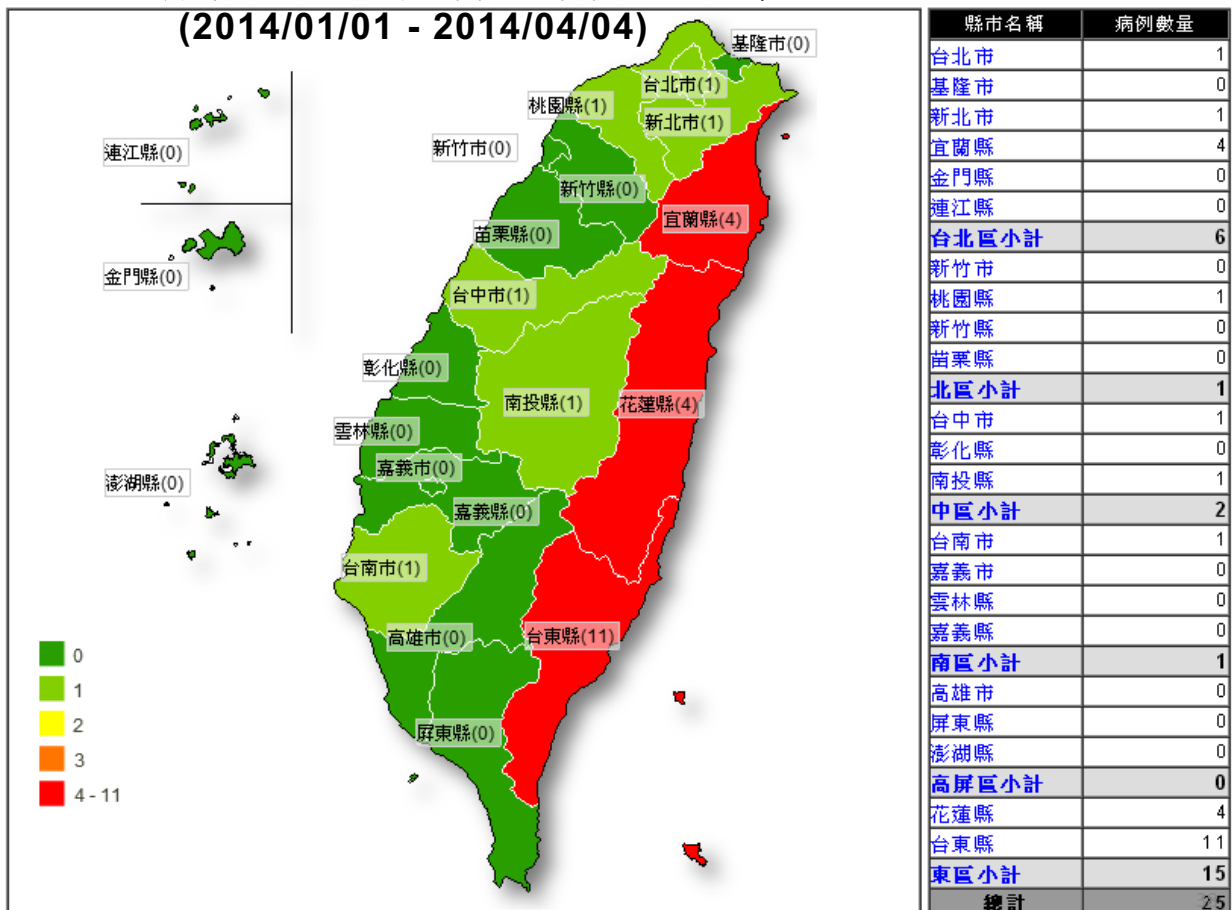 (2014/01/01 - 2014/04/04)
基隆市(0)
台北市(1)
桃園縣(1)
新北市(1)
新竹市(0)
連江縣(0)
新竹縣(0)
宜蘭縣(4)
苗栗縣(0)
金門縣(0)
台中市(1)
彰化縣(0)
南投縣(1)
花蓮縣(4)
雲林縣(0)
嘉義市(0)
澎湖縣(0)
嘉義縣(0)
台南市(1)
高雄市(0)
台東縣(11)
屏東縣(0)
0
1
2
3
4 - 11
縣市名稱 病例數量
台北市 1
基隆市 0
新北市 1
宜蘭縣 4
金門縣 0
連江縣 0
台北區小計 6
新竹市 0
桃園縣 1
新竹縣 0
苗栗縣 0
北區小計 1
台中市 1
彰化縣 0
南投縣 1
中區小計 2
台南市 1
嘉義市 0
雲林縣 0
嘉義縣 0
南區小計 1
高雄市 0
屏東縣 0
澎湖縣 0
高屏區小計 0
花蓮縣 4
台東縣 11
東區小計 15
總計 25